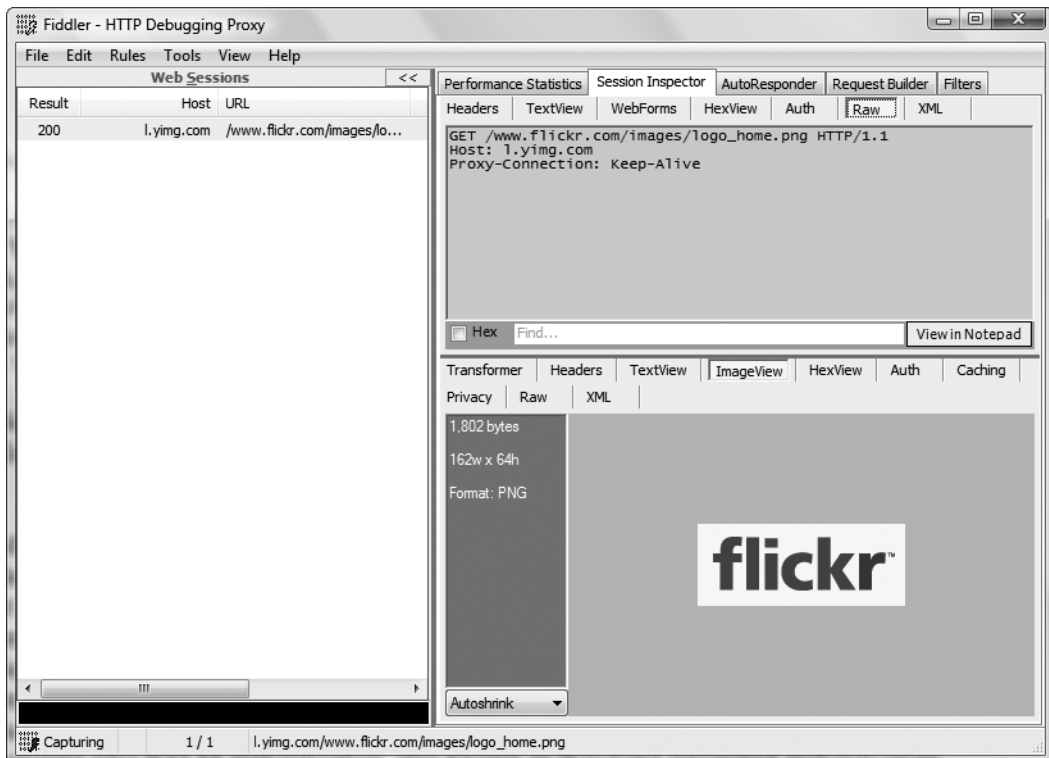 Fiddler - HTTP Debugging Proxy
File Edit Rules Tools View Help
Web Sessions <<
Result Host URL
200 l.yimg.com /www.flickr.com/images/lo...
Performance Statistics Session Inspector AutoResponder Request Builder Filters
Headers TextView WebForms HexView Auth Raw XML
GET /www.flickr.com/images/logo_home.png HTTP/1.1
Host: l.yimg.com
Proxy-Connection: Keep-Alive
Hex Find... View in Notepad
Transformer Headers TextView ImageView HexView Auth Caching
Privacy Raw XML
1,802 bytes
162w x 64h
Format: PNG
flickr™
Autoshrink
Capturing 1 / 1 l.yimg.com/www.flickr.com/images/logo_home.png